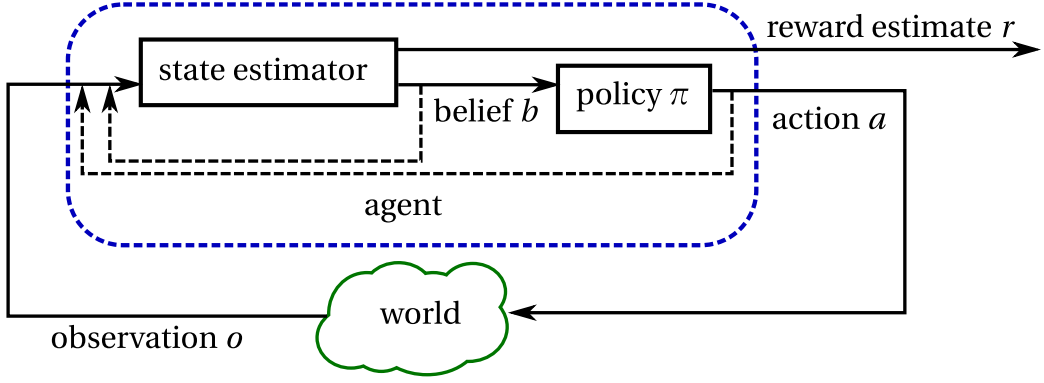 reward estimate r
state estimator
belief b
policy π
action a
agent
world
observation o